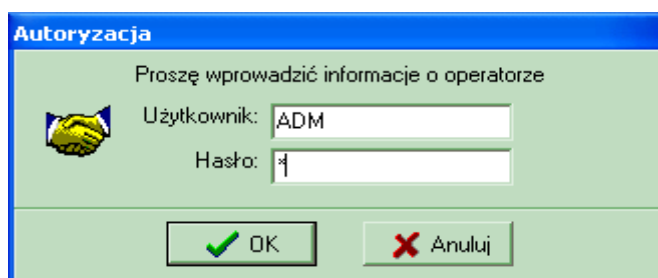 Autoryzacja
Proszę wprowadzić informacje o operatorze
Użytkownik: ADM
Hasło: *
OK Anuluj